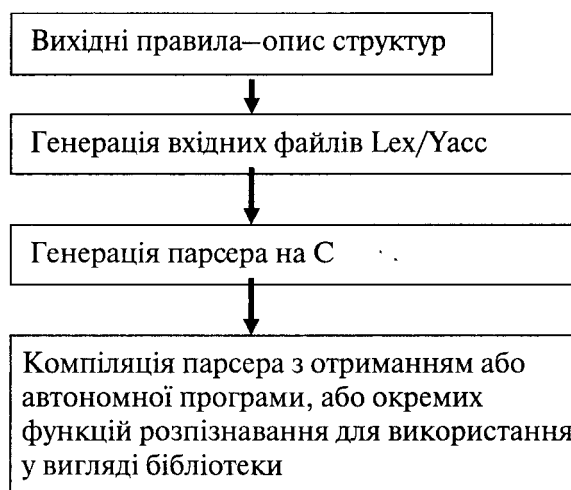 Вихідні правила–опис структур
Генерація вхідних файлів Lex/Yacc
Генерація парсера на C
Компіляція парсера з отриманням або
автономної програми, або окремих
функцій розпізнавання для використання
у вигляді бібліотеки